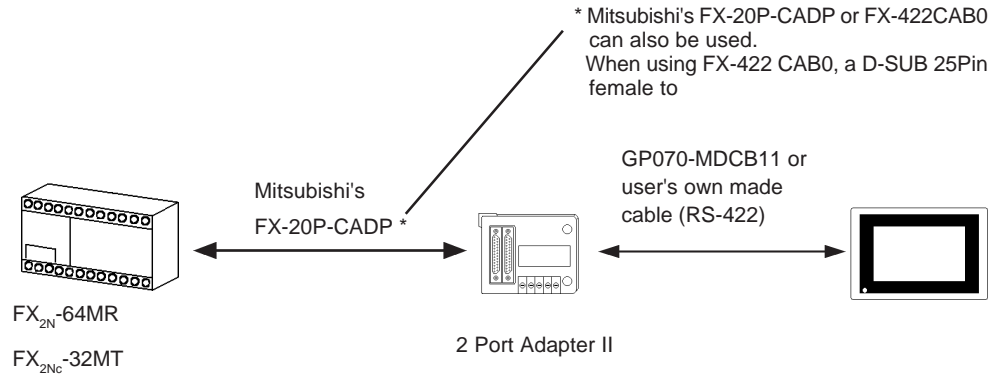 * Mitsubishi's FX-20P-CADP or FX-422CAB0
can also be used.
When using FX-422 CAB0, a D-SUB 25Pin
female to
GP070-MDCB11 or
user's own made
cable (RS-422)
Mitsubishi's
FX-20P-CADP *
FX2N-64MR
FX2Nc-32MT
2 Port Adapter II